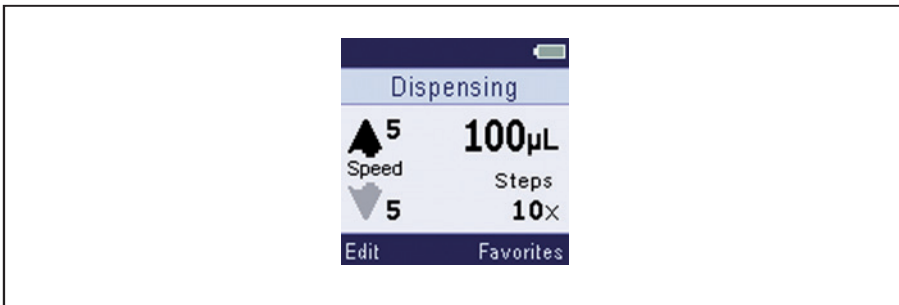 Dispensing
5
100µL
Speed
Steps
5
10×
Edit
Favorites